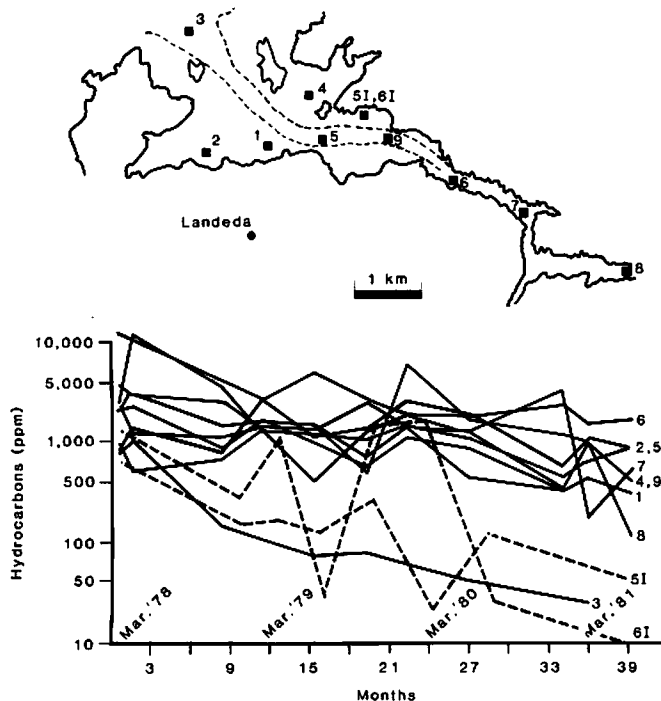 3
4
5I,6I
2
1
5
9
6
7
8
Landeda
1 km
10,000
5,000
1,000
500
100
50
10
Hydrocarbons (ppm)
6
2,5
7
4,9
1
8
5I
3
6I
Mar.'78
Mar.'79
Mar.'80
Mar.'81
3 9 15 21 27 33 39
Months